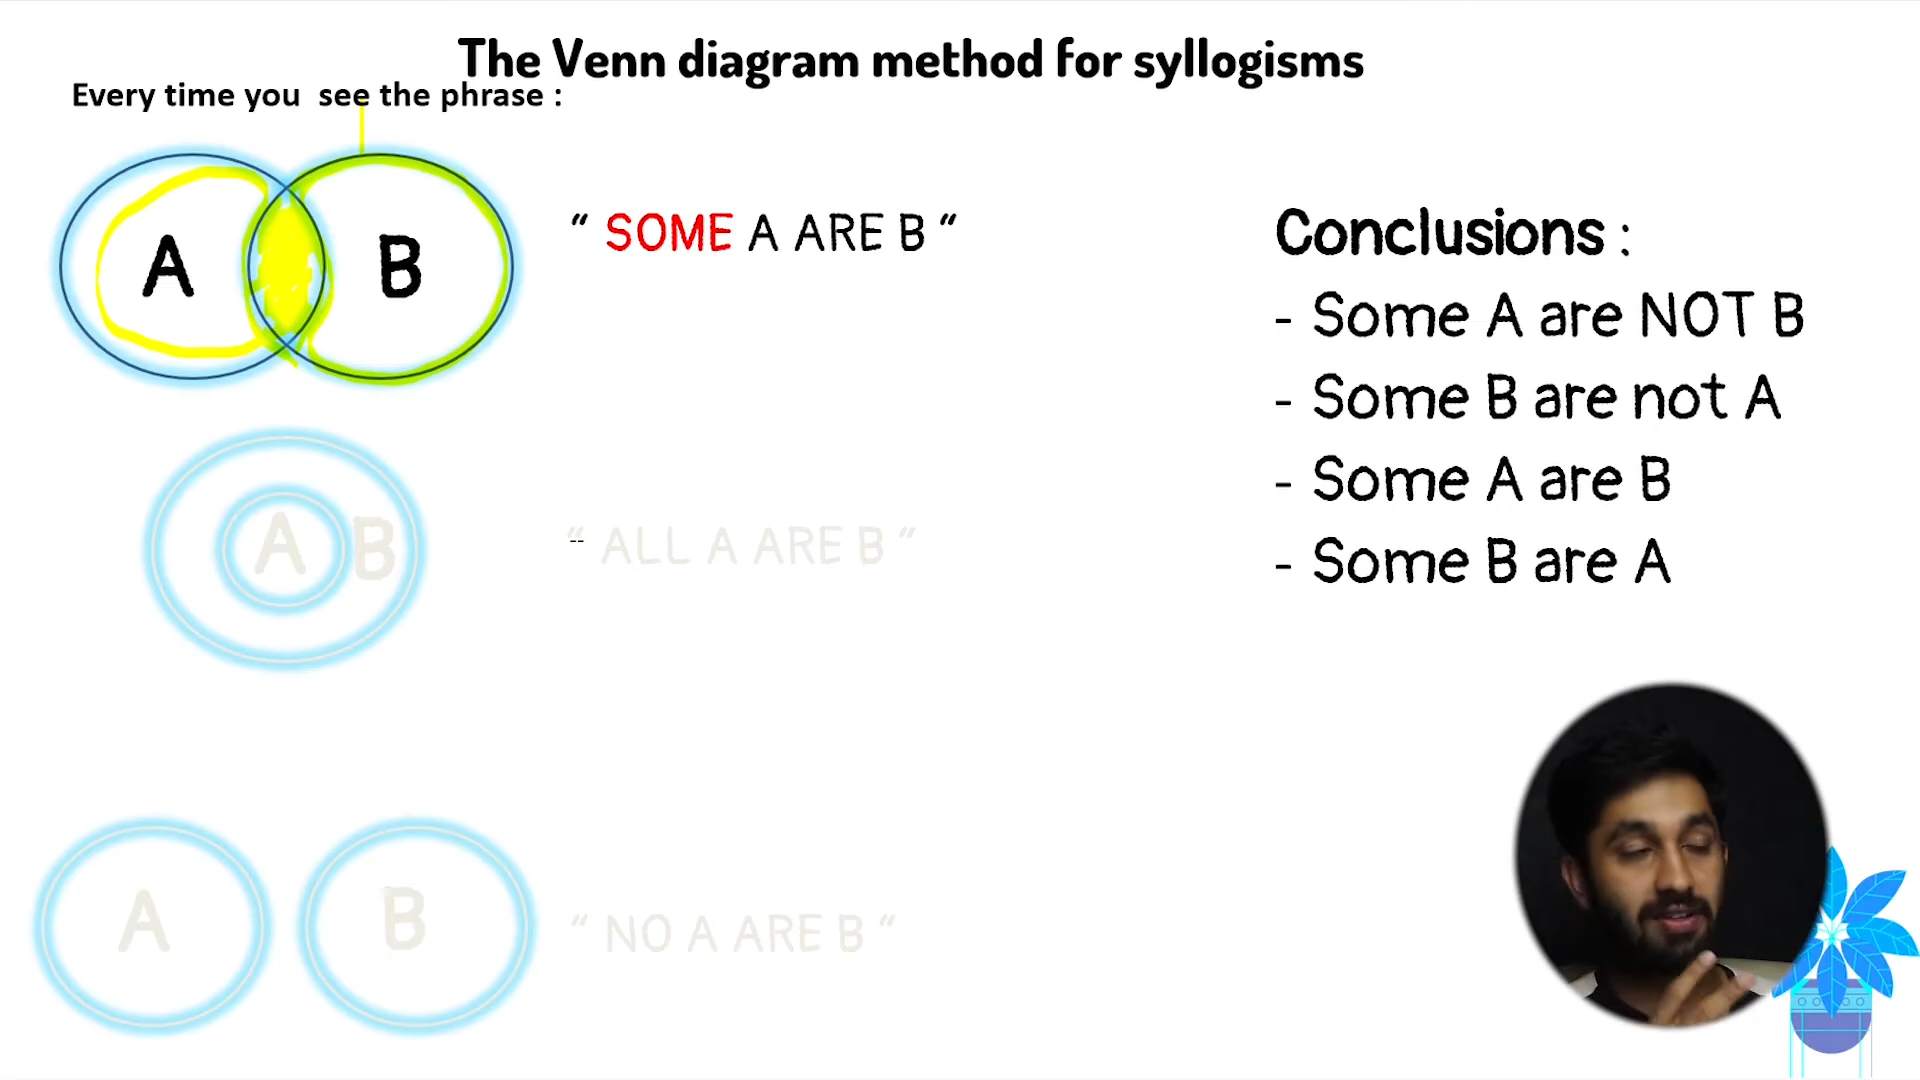 The Venn diagram method for syllogisms
Every time you see the phrase :
A B
“ SOME A ARE B “
Conclusions :
- Some A are NOT B
- Some B are not A
- Some A are B
- Some B are A
A B
“ ALL A ARE B “
--
A B
“ NO A ARE B “